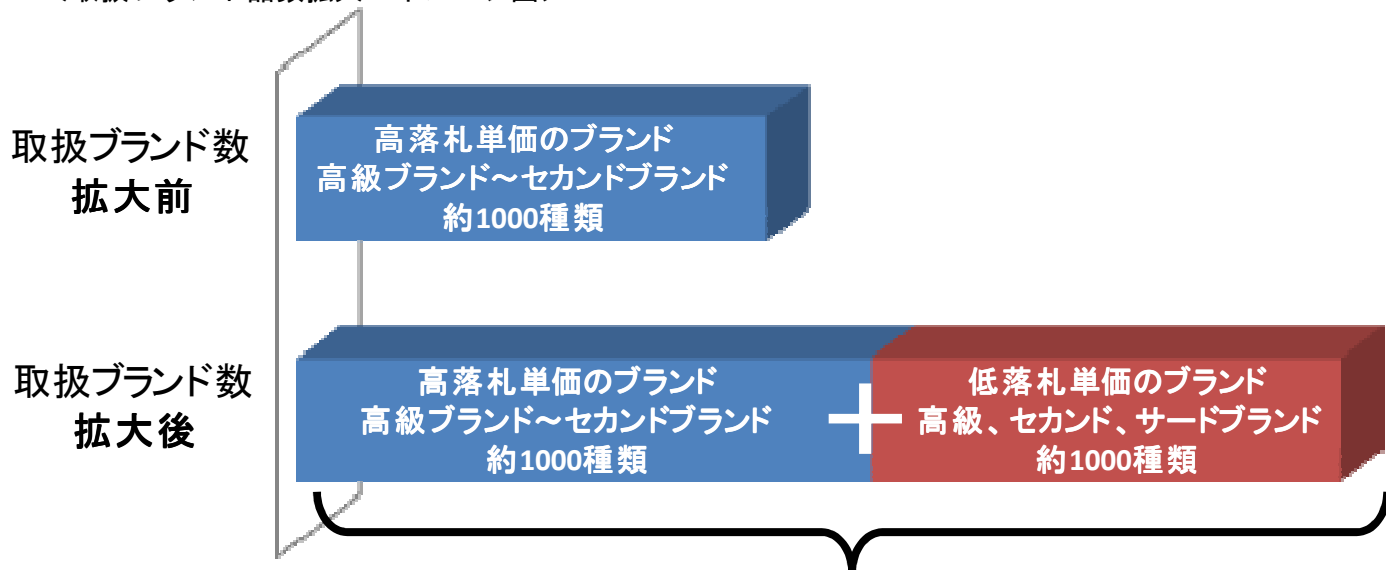 取扱ブランド数
拡大前
高落札単価のブランド
高級ブランド～セカンドブランド
約1000種類
取扱ブランド数
拡大後
高落札単価のブランド
高級ブランド～セカンドブランド
約1000種類
+
低落札単価のブランド
高級、セカンド、サードブランド
約1000種類